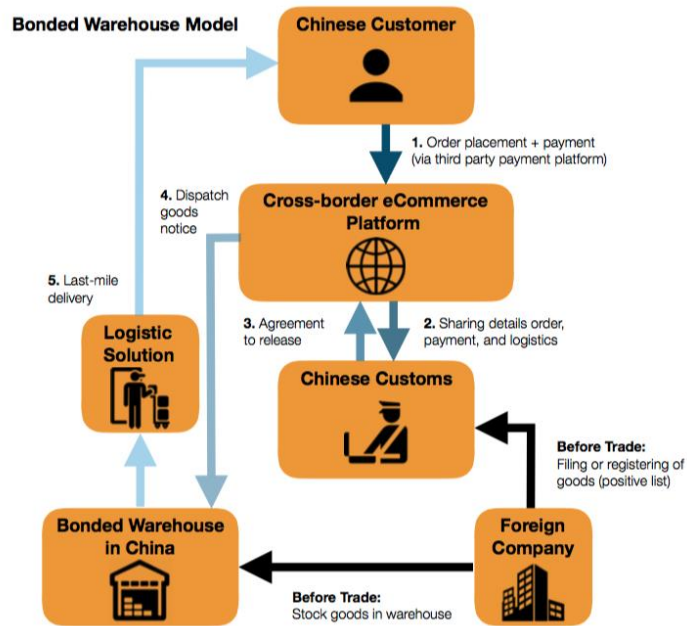 Bonded Warehouse Model
Chinese Customer
1. Order placement + payment
(via third party payment platform)
Cross-border eCommerce
Platform
4. Dispatch
goods
notice
5. Last-mile
delivery
3. Agreement
to release
2. Sharing details order,
payment, and logistics
Logistic
Solution
Chinese Customs
Before Trade:
Filing or registering of
goods (positive list)
Bonded Warehouse
in China
Foreign
Company
Before Trade:
Stock goods in warehouse